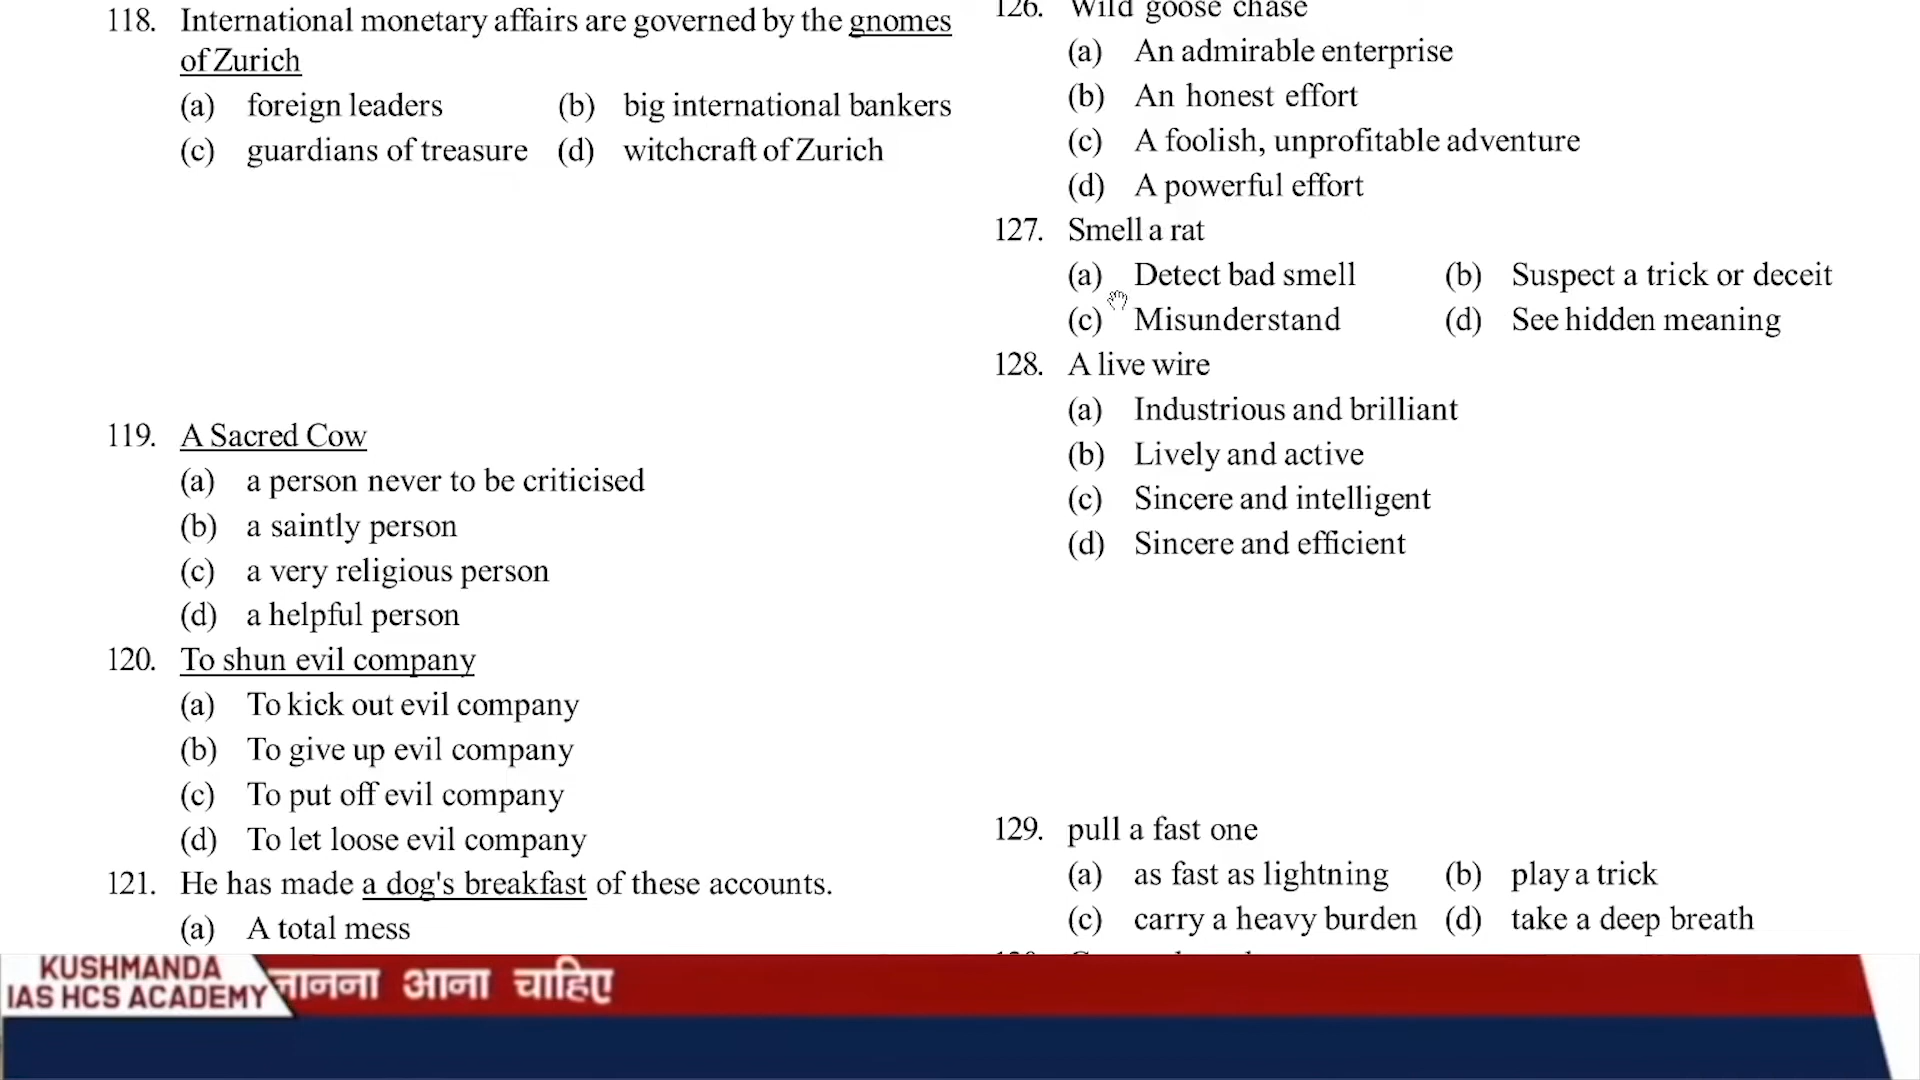 118. International monetary affairs are governed by the gnomes
of Zurich
(a) foreign leaders (b) big international bankers
(c) guardians of treasure (d) witchcraft of Zurich
119. A Sacred Cow
(a) a person never to be criticised
(b) a saintly person
(c) a very religious person
(d) a helpful person
120. To shun evil company
(a) To kick out evil company
(b) To give up evil company
(c) To put off evil company
(d) To let loose evil company
121. He has made a dog's breakfast of these accounts.
(a) A total mess
126. Wild goose chase
(a) An admirable enterprise
(b) An honest effort
(c) A foolish, unprofitable adventure
(d) A powerful effort
127. Smell a rat
(a) Detect bad smell (b) Suspect a trick or deceit
(c) Misunderstand (d) See hidden meaning
128. A live wire
(a) Industrious and brilliant
(b) Lively and active
(c) Sincere and intelligent
(d) Sincere and efficient
129. pull a fast one
(a) as fast as lightning (b) play a trick
(c) carry a heavy burden (d) take a deep breath
KUSHMANDA
IAS HCS ACADEMY
जानना आना चाहिए